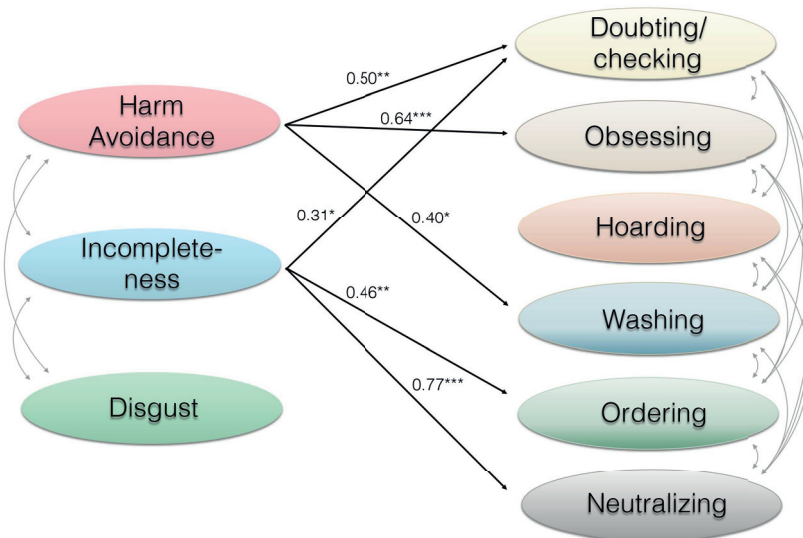 Doubting/
checking
0.50**
Harm
Avoidance
0.64***
Obsessing
0.31*
0.40*
Hoarding
Incomplete-
ness
0.46**
Washing
0.77***
Disgust
Ordering
Neutralizing